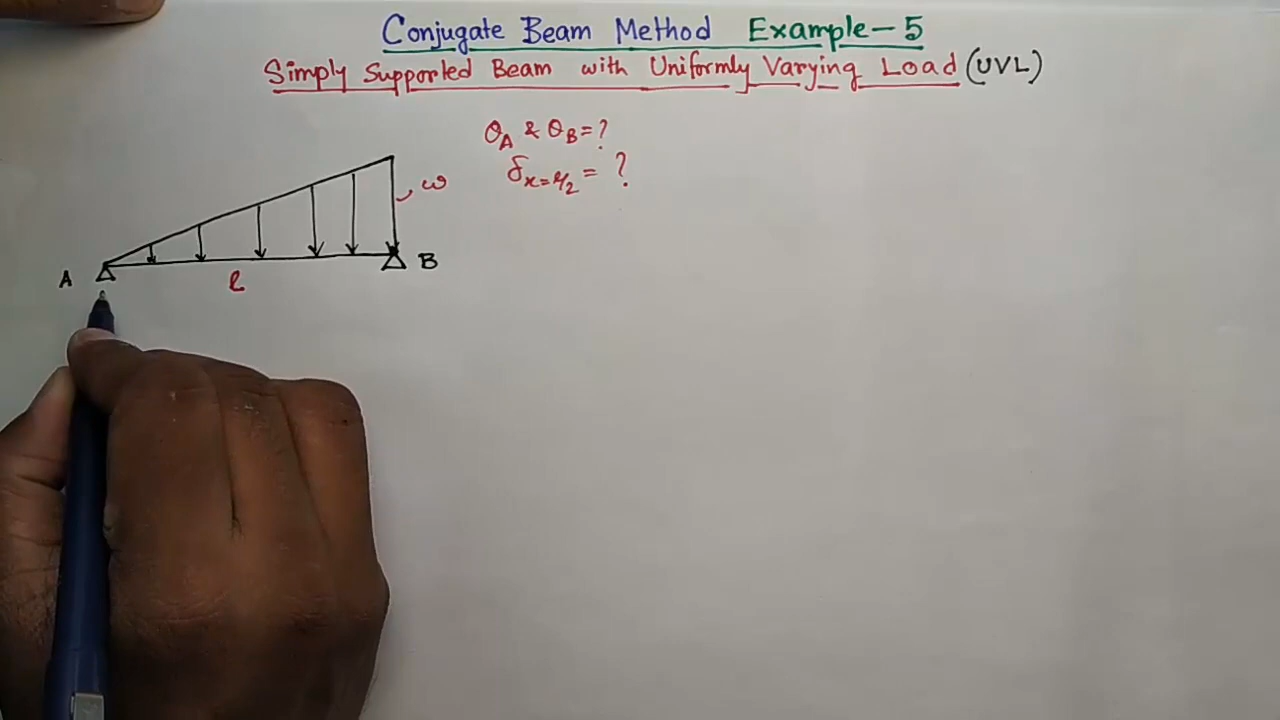 Conjugate Beam Method Example-5
Simply Supported Beam with Uniformly Varying Load (UVL)
θA & θB = ?
δx=ℓ/2 = ?
w
A
B
ℓ